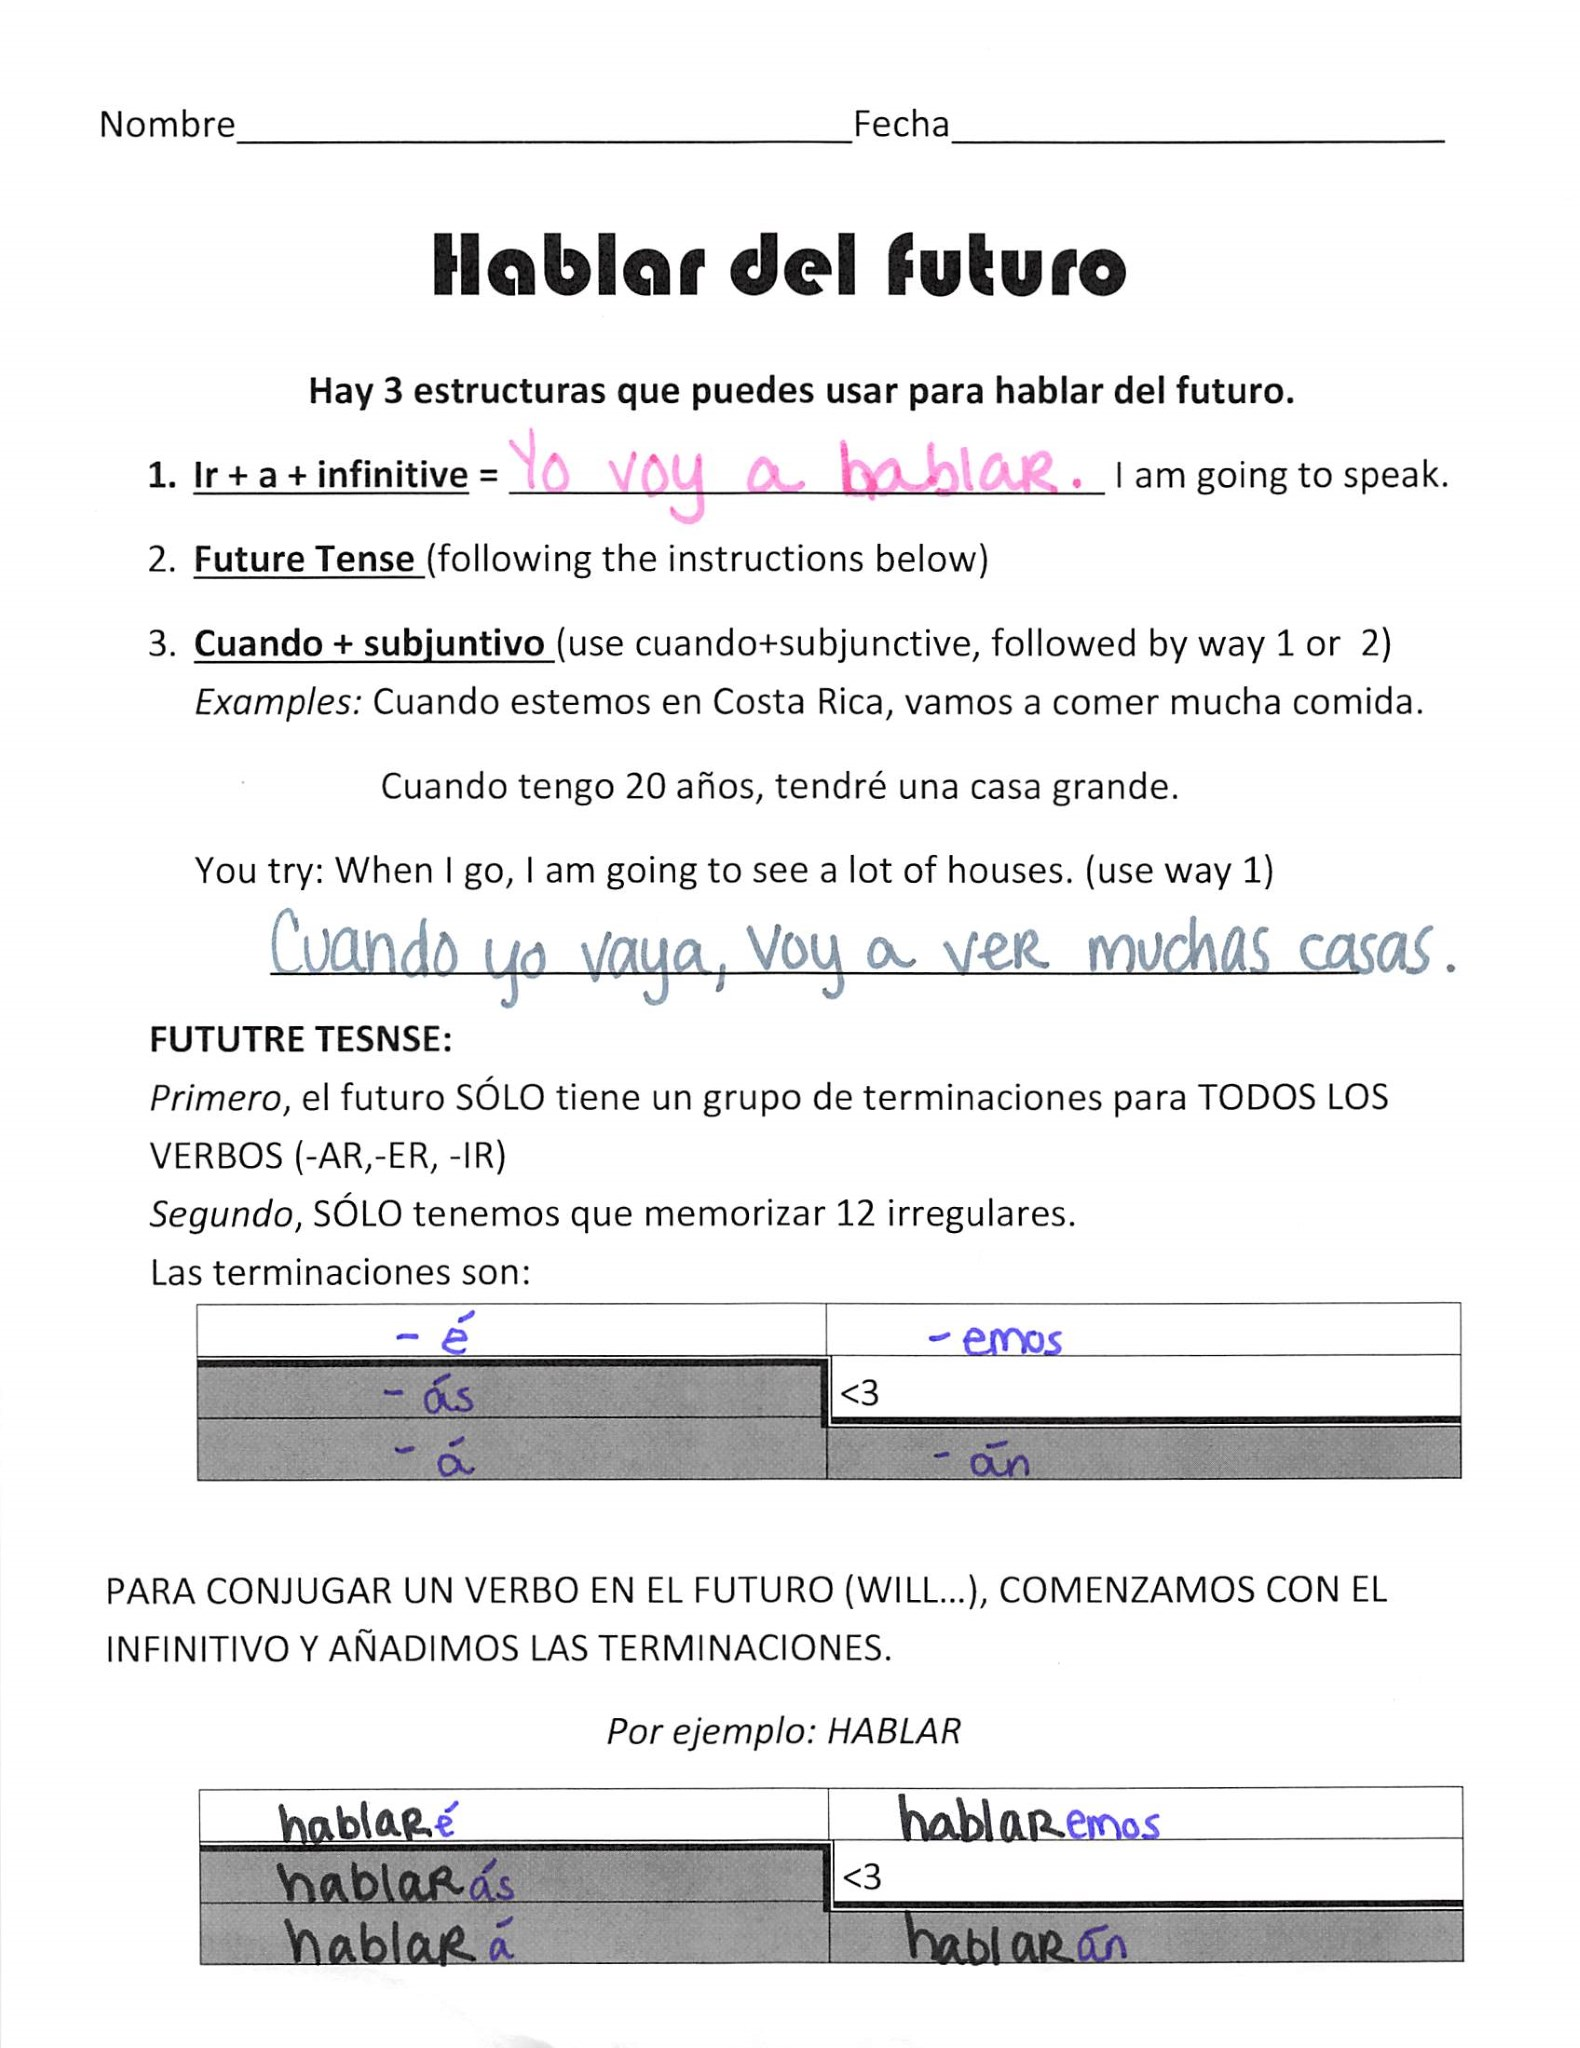 Nombre Fecha
Hablar del futuro
Hay 3 estructuras que puedes usar para hablar del futuro.
1. Ir + a + infinitive = Yo voy a hablar. I am going to speak.
2. Future Tense (following the instructions below)
3. Cuando + subjuntivo (use cuando+subjunctive, followed by way 1 or 2)
Examples: Cuando estemos en Costa Rica, vamos a comer mucha comida.
Cuando tengo 20 años, tendré una casa grande.
You try: When I go, I am going to see a lot of houses. (use way 1)
Cuando yo vaya, voy a ver muchas casas.
FUTUTRE TESNSE:
Primero, el futuro SÓLO tiene un grupo de terminaciones para TODOS LOS
VERBOS (-AR,-ER, -IR)
Segundo, SÓLO tenemos que memorizar 12 irregulares.
Las terminaciones son:
- é - emos
- ás <3
- á - án
PARA CONJUGAR UN VERBO EN EL FUTURO (WILL...), COMENZAMOS CON EL
INFINITIVO Y AÑADIMOS LAS TERMINACIONES.
Por ejemplo: HABLAR
hablaré hablaremos
hablarás <3
hablará hablarán